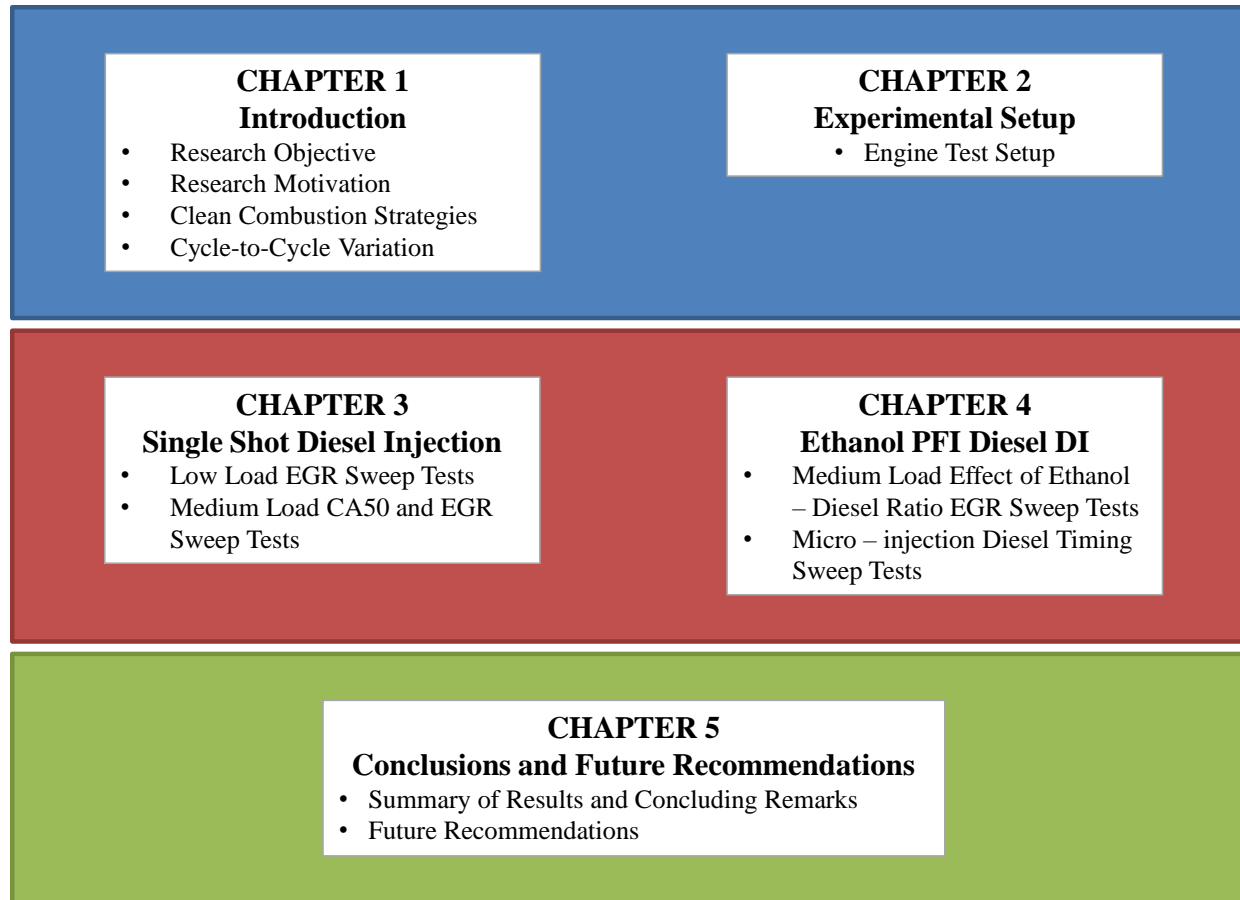 CHAPTER 1
Introduction
• Research Objective
• Research Motivation
• Clean Combustion Strategies
• Cycle-to-Cycle Variation
CHAPTER 2
Experimental Setup
• Engine Test Setup
CHAPTER 3
Single Shot Diesel Injection
• Low Load EGR Sweep Tests
• Medium Load CA50 and EGR
Sweep Tests
CHAPTER 4
Ethanol PFI Diesel DI
• Medium Load Effect of Ethanol
– Diesel Ratio EGR Sweep Tests
• Micro – injection Diesel Timing
Sweep Tests
CHAPTER 5
Conclusions and Future Recommendations
• Summary of Results and Concluding Remarks
• Future Recommendations